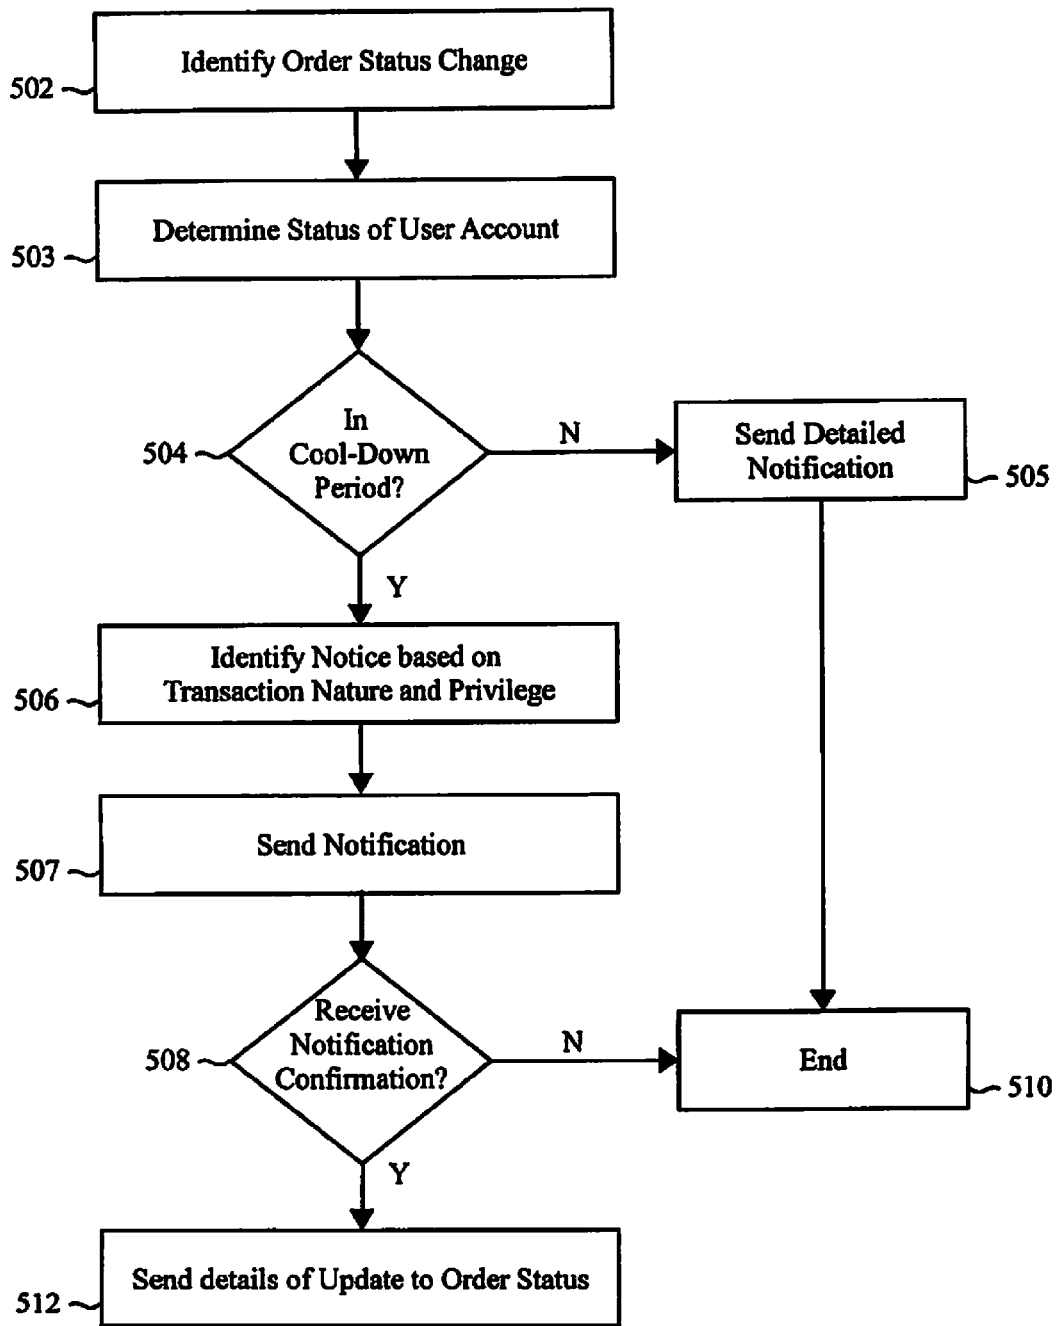 Identify Order Status Change
502
Determine Status of User Account
503
In
Cool-Down
Period?
504
N
Send Detailed
Notification
505
Y
Identify Notice based on
Transaction Nature and Privilege
506
Send Notification
507
Receive
Notification
Confirmation?
508
N
End
510
Y
Send details of Update to Order Status
512